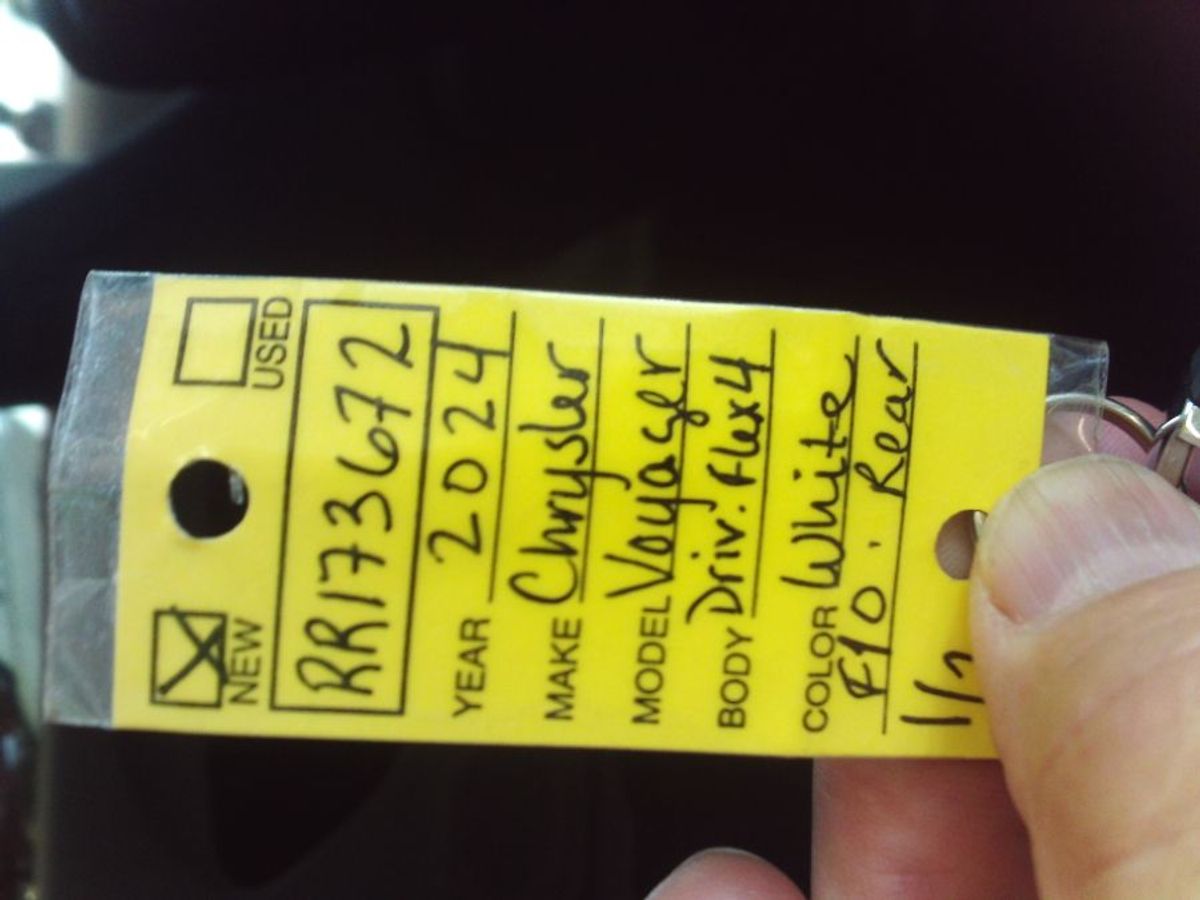 NEW USED
RR173672
YEAR 2024
MAKE Chrysler
MODEL Voyager
BODY Driv. Flex4
COLOR White
F10. Rear